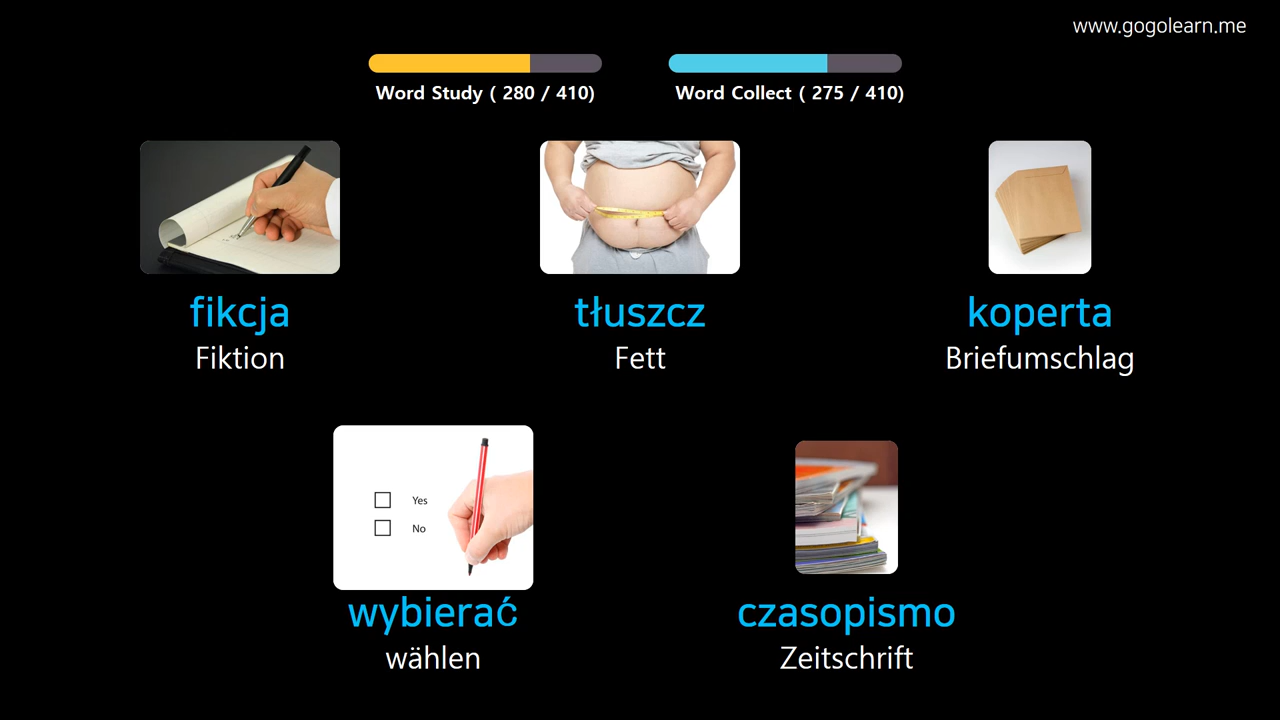 www.gogolearn.me
Word Study ( 280 / 410)
Word Collect ( 275 / 410)
fikcja
Fiktion
tłuszcz
Fett
koperta
Briefumschlag
Yes
No
wybierać
wählen
czasopismo
Zeitschrift